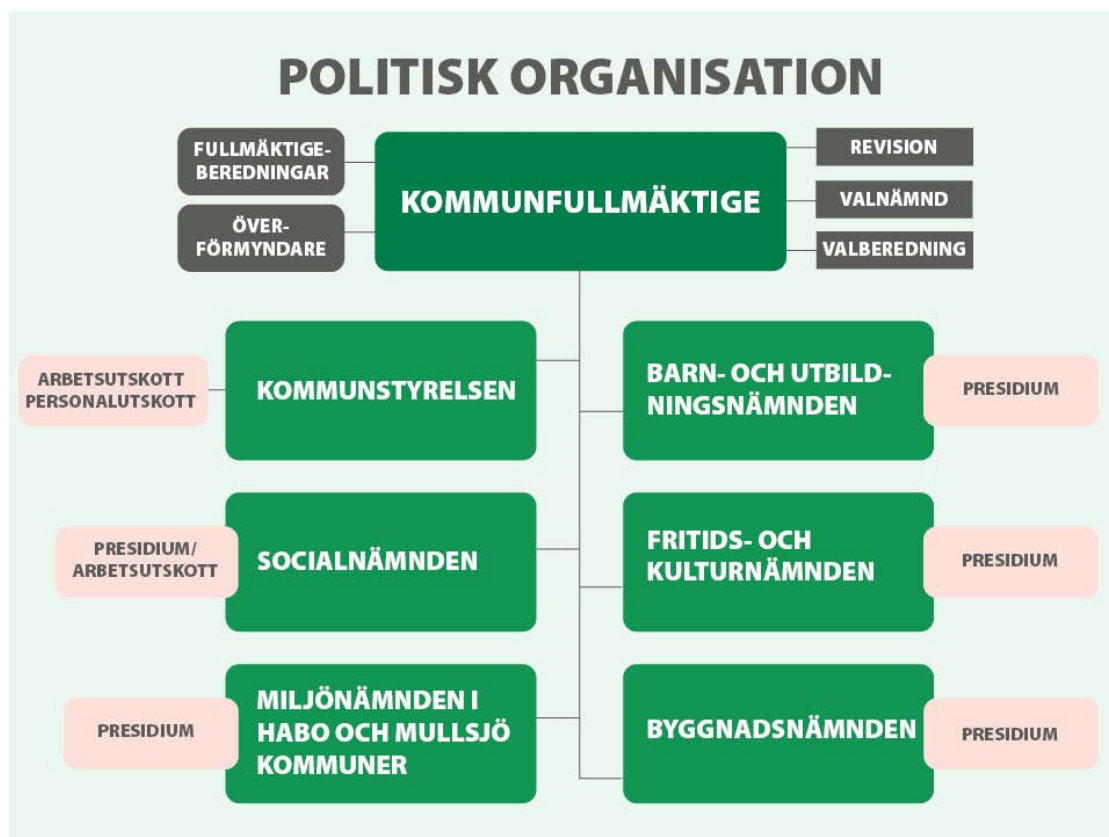 POLITISK ORGANISATION
FULLMÄKTIGE-
BEREDNINGAR
ÖVER-
FÖRMYNDARE
KOMMUNFULLMÄKTIGE
REVISION
VALNÄMND
VALBEREDNING
ARBETSUTSKOTT
PERSONALUTSKOTT
KOMMUNSTYRELSEN
BARN- OCH UTBILD-
NINGSNÄMNDEN
PRESIDIUM
PRESIDIUM/
ARBETSUTSKOTT
SOCIALNÄMNDEN
FRITIDS- OCH
KULTURNÄMNDEN
PRESIDIUM
PRESIDIUM
MILJÖNÄMNDEN I
HABO OCH MULLSJÖ
KOMMUNER
BYGGNADSNÄMNDEN
PRESIDIUM